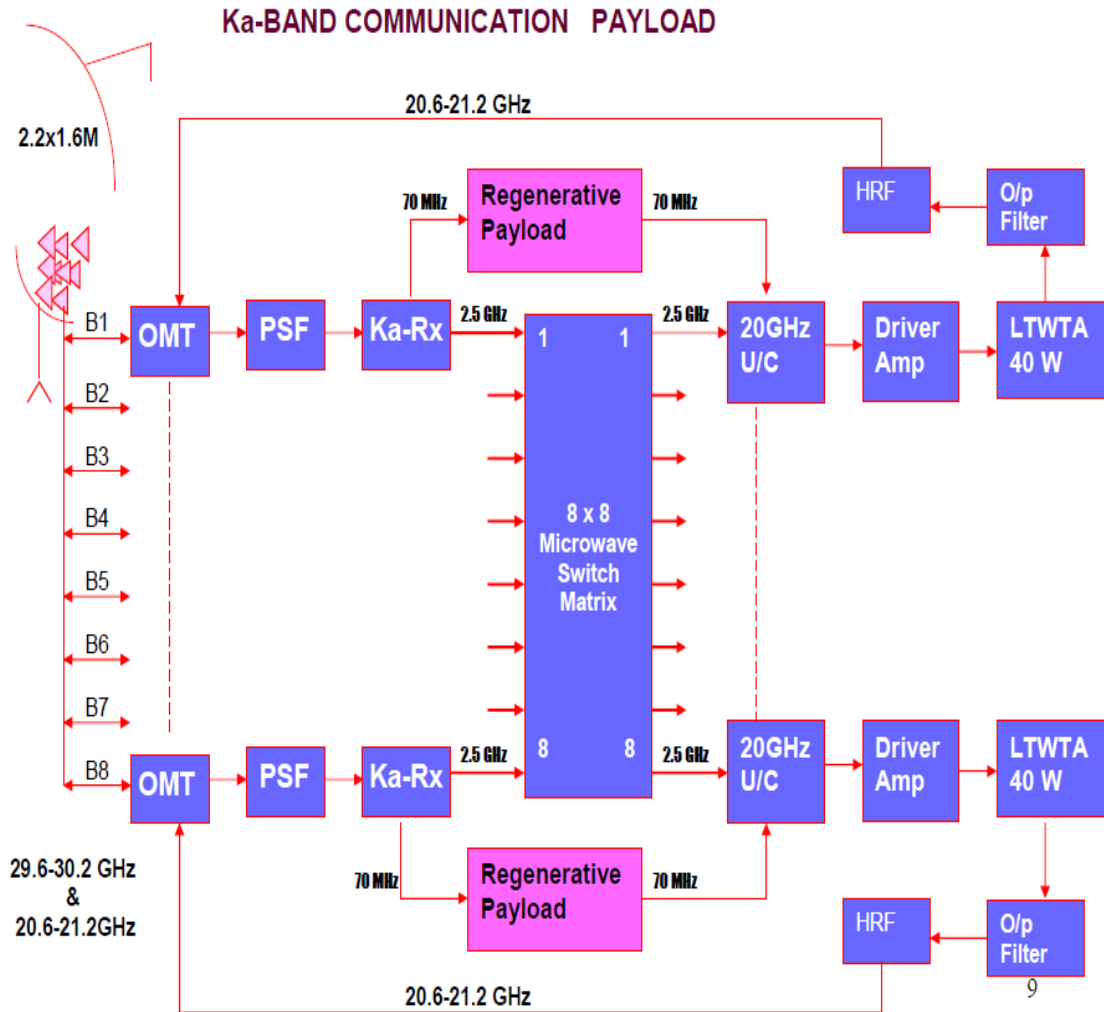 Ka-BAND COMMUNICATION PAYLOAD
20.6-21.2 GHz
2.2x1.6M
70 MHz
Regenerative
Payload
70 MHz
HRF
O/p
Filter
B1
OMT
PSF
Ka-Rx
2.5 GHz
1
1
2.5 GHz
20GHz
U/C
Driver
Amp
LTWTA
40 W
B2
B3
B4
B5
B6
B7
8 x 8
Microwave
Switch
Matrix
B8
OMT
PSF
Ka-Rx
2.5 GHz
8
8
2.5 GHz
20GHz
U/C
Driver
Amp
LTWTA
40 W
29.6-30.2 GHz
&
20.6-21.2GHz
70 MHz
Regenerative
Payload
70 MHz
HRF
O/p
Filter
9
20.6-21.2 GHz